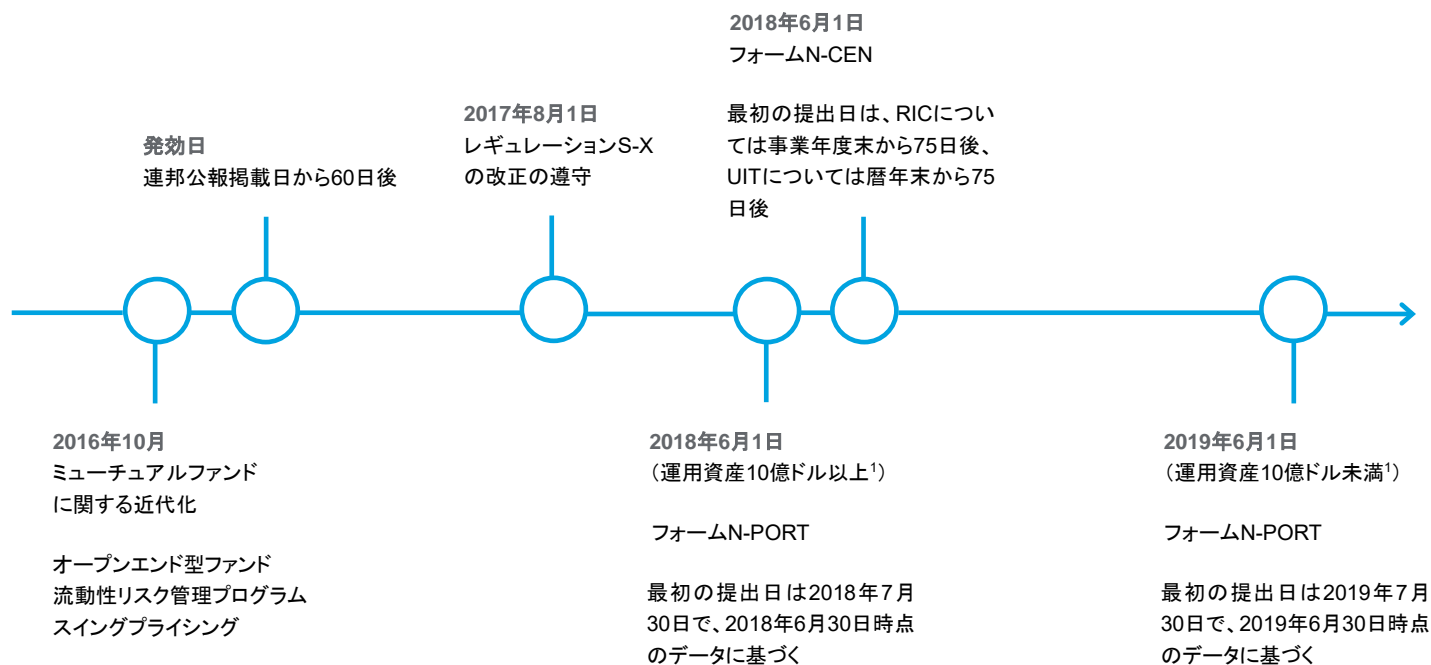 2016年10月
ミューチュアルファンド
に関する近代化
オープンエンド型ファンド
流動性リスク管理プログラム
スイングプライシング
発効日
連邦公報掲載日から60日後
2017年8月1日
レギュレーションS-X
の改正の遵守
2018年6月1日
（運用資産10億ドル以上1）
フォームN-PORT
最初の提出日は2018年7月
30日で、2018年6月30日時点
のデータに基づく
2018年6月1日
フォームN-CEN
最初の提出日は、RICについ
ては事業年度末から75日後、
UITについては暦年末から75
日後
2019年6月1日
（運用資産10億ドル未満1）
フォームN-PORT
最初の提出日は2019年7月
30日で、2019年6月30日時点
のデータに基づく